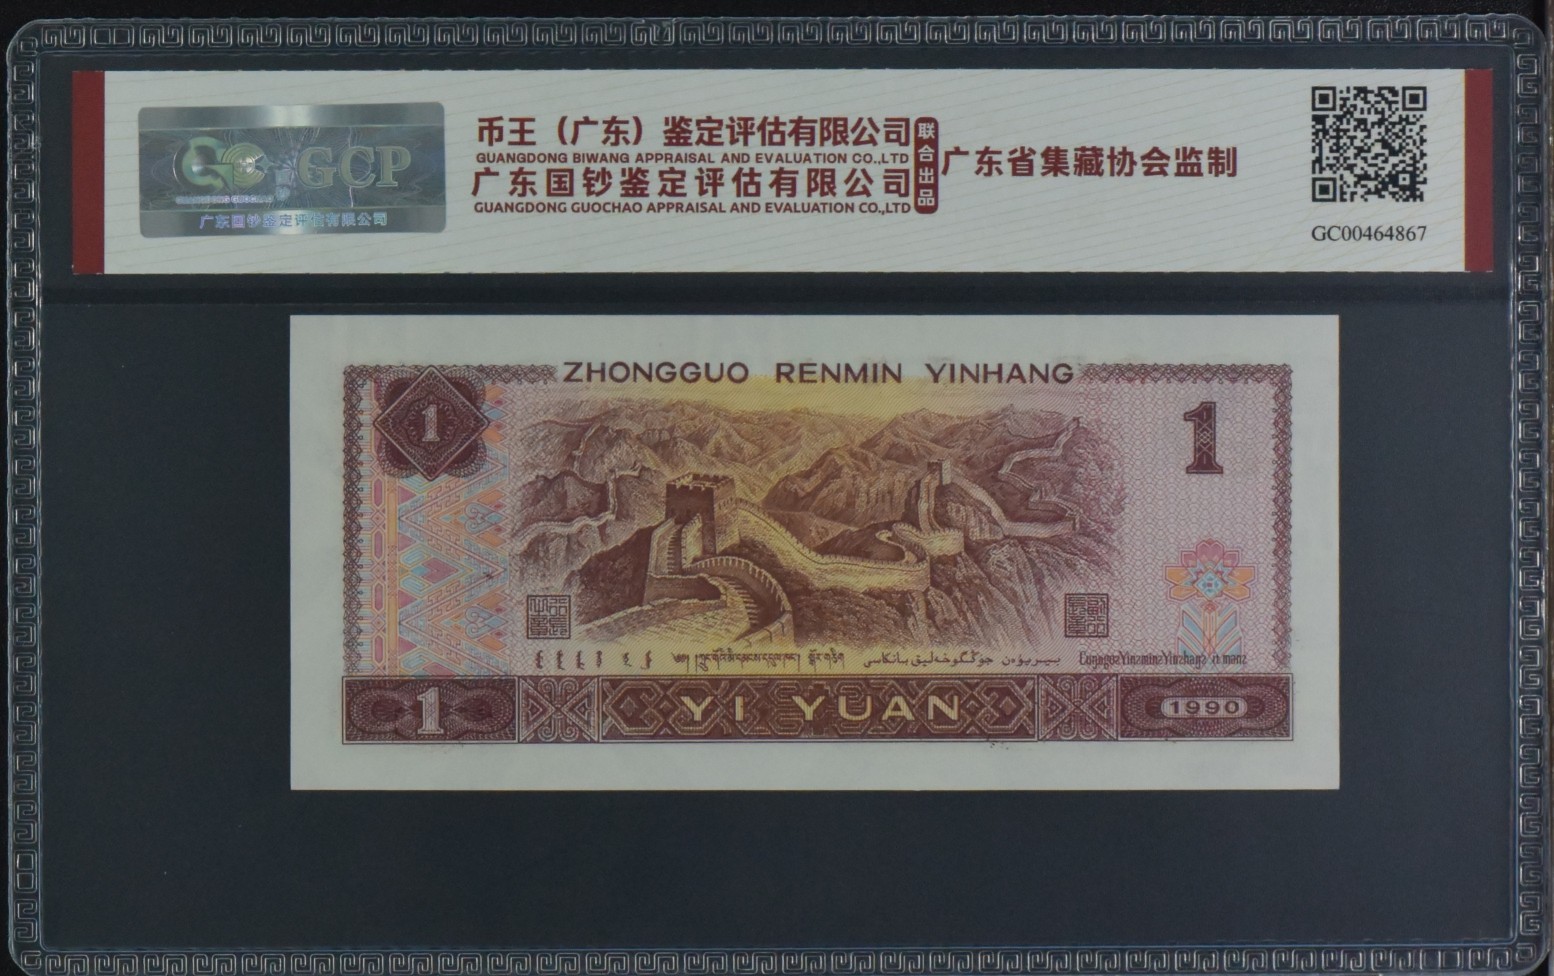 GCP
广东国钞鉴定评估有限公司
币王（广东）鉴定评估有限公司
GUANGDONG BIWANG APPRAISAL AND EVALUATION CO.,LTD
广东国钞鉴定评估有限公司
GUANGDONG GUOCHAO APPRAISAL AND EVALUATION CO.,LTD
联合出品
广东省集藏协会监制
GC00464867
ZHONGGUO RENMIN YINHANG
1
1
1
YI YUAN
1990